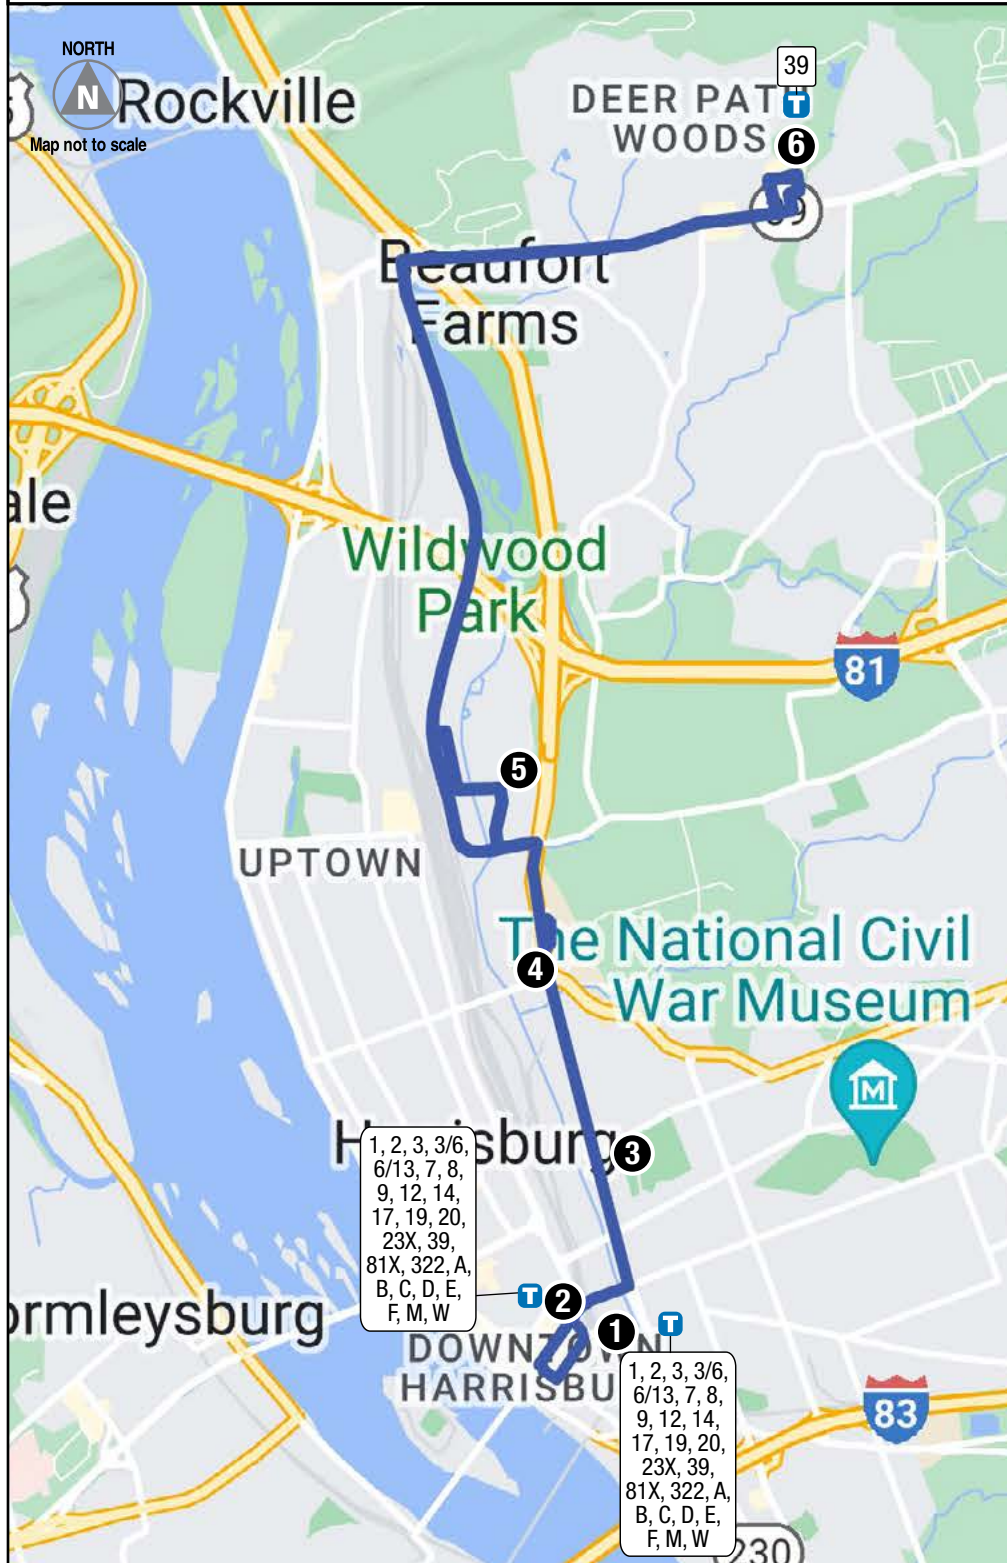 NORTH
N
Map not to scale
Rockville
39
T
DEER PATH
WOODS
6
39
Beaufort
Farms
ale
Wildwood
Park
81
5
UPTOWN
The National Civil
War Museum
4
M
Harrisburg
3
1, 2, 3, 3/6,
6/13, 7, 8,
9, 12, 14,
17, 19, 20,
23X, 39,
81X, 322, A,
B, C, D, E,
F, M, W
T
2
1
T
ormleysburg
DOWNTOWN
HARRISBU
1, 2, 3, 3/6,
6/13, 7, 8,
9, 12, 14,
17, 19, 20,
23X, 39,
81X, 322, A,
B, C, D, E,
F, M, W
83
230